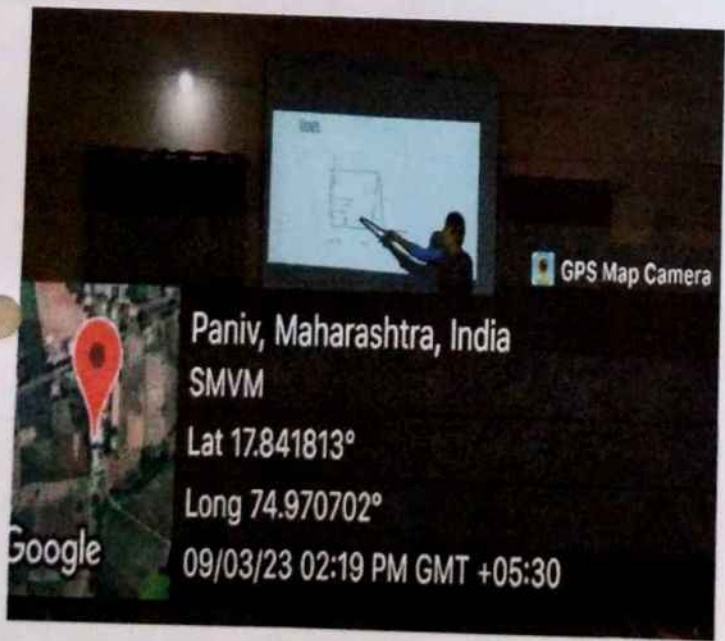 GPS Map Camera
Paniv, Maharashtra, India
SMVM
Lat 17.841813°
Long 74.970702°
09/03/23 02:19 PM GMT +05:30
Google